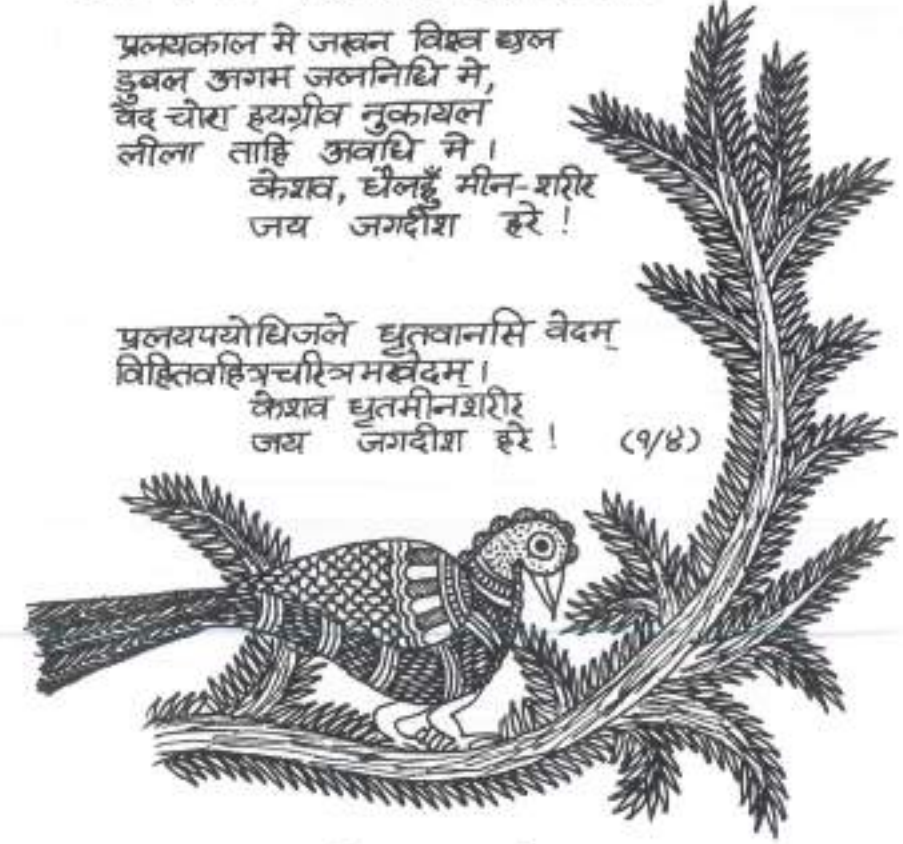 प्रलयकाल मे जखन विश्व छल
डुबल अगम जलनिधि मे,
वेद चोरा हयग्रीव नुकायल
लीला ताहि अवधि मे ।
केशव, धैलहुँ मीन-शरीर
जय जगदीश हरे !
प्रलयपयोधिजले धृतवानसि वेदम्
विहितवहित्रचरित्रमखेदम् ।
केशव धृतमीनशरीर
जय जगदीश हरे ! (१/४)